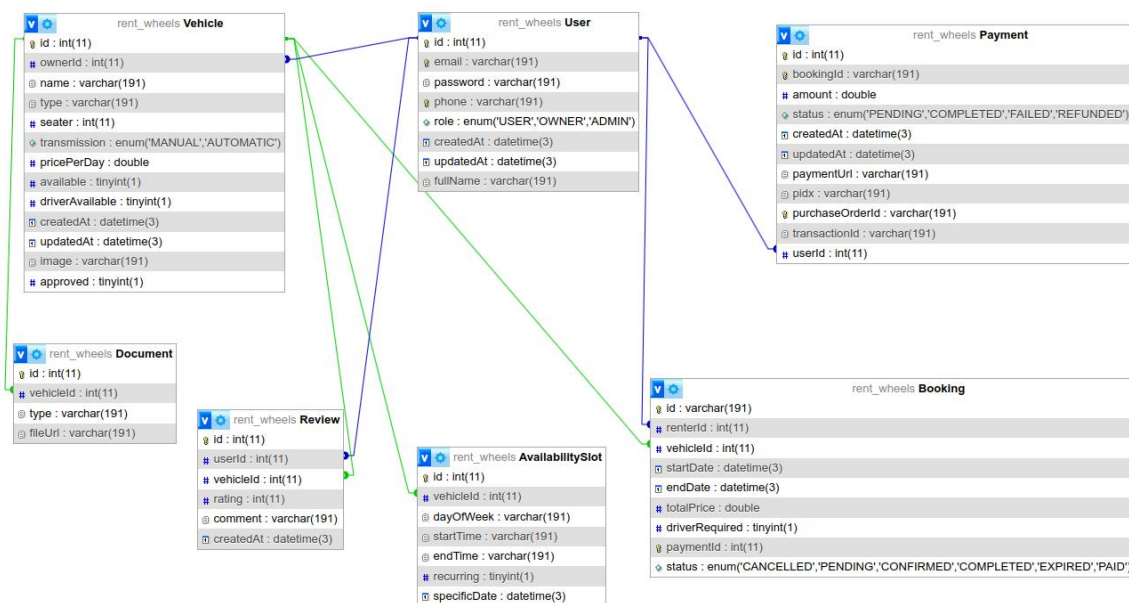 rent_wheels Vehicle
id : int(11)
ownerId : int(11)
name : varchar(191)
type : varchar(191)
seater : int(11)
transmission : enum('MANUAL','AUTOMATIC')
pricePerDay : double
available : tinyint(1)
driverAvailable : tinyint(1)
createdAt : datetime(3)
updatedAt : datetime(3)
image : varchar(191)
approved : tinyint(1)
rent_wheels User
id : int(11)
email : varchar(191)
password : varchar(191)
phone : varchar(191)
role : enum('USER','OWNER','ADMIN')
createdAt : datetime(3)
updatedAt : datetime(3)
fullName : varchar(191)
rent_wheels Payment
id : int(11)
bookingId : varchar(191)
amount : double
status : enum('PENDING','COMPLETED','FAILED','REFUNDED')
createdAt : datetime(3)
updatedAt : datetime(3)
paymentUrl : varchar(191)
pidx : varchar(191)
purchaseOrderId : varchar(191)
transactionId : varchar(191)
userId : int(11)
rent_wheels Document
id : int(11)
vehicleId : int(11)
type : varchar(191)
fileUrl : varchar(191)
rent_wheels Review
id : int(11)
userId : int(11)
vehicleId : int(11)
rating : int(11)
comment : varchar(191)
createdAt : datetime(3)
rent_wheels AvailabilitySlot
id : int(11)
vehicleId : int(11)
dayOfWeek : varchar(191)
startTime : varchar(191)
endTime : varchar(191)
recurring : tinyint(1)
specificDate : datetime(3)
rent_wheels Booking
id : varchar(191)
renterId : int(11)
vehicleId : int(11)
startDate : datetime(3)
endDate : datetime(3)
totalPrice : double
driverRequired : tinyint(1)
paymentId : int(11)
status : enum('CANCELLED','PENDING','CONFIRMED','COMPLETED','EXPIRED','PAID')